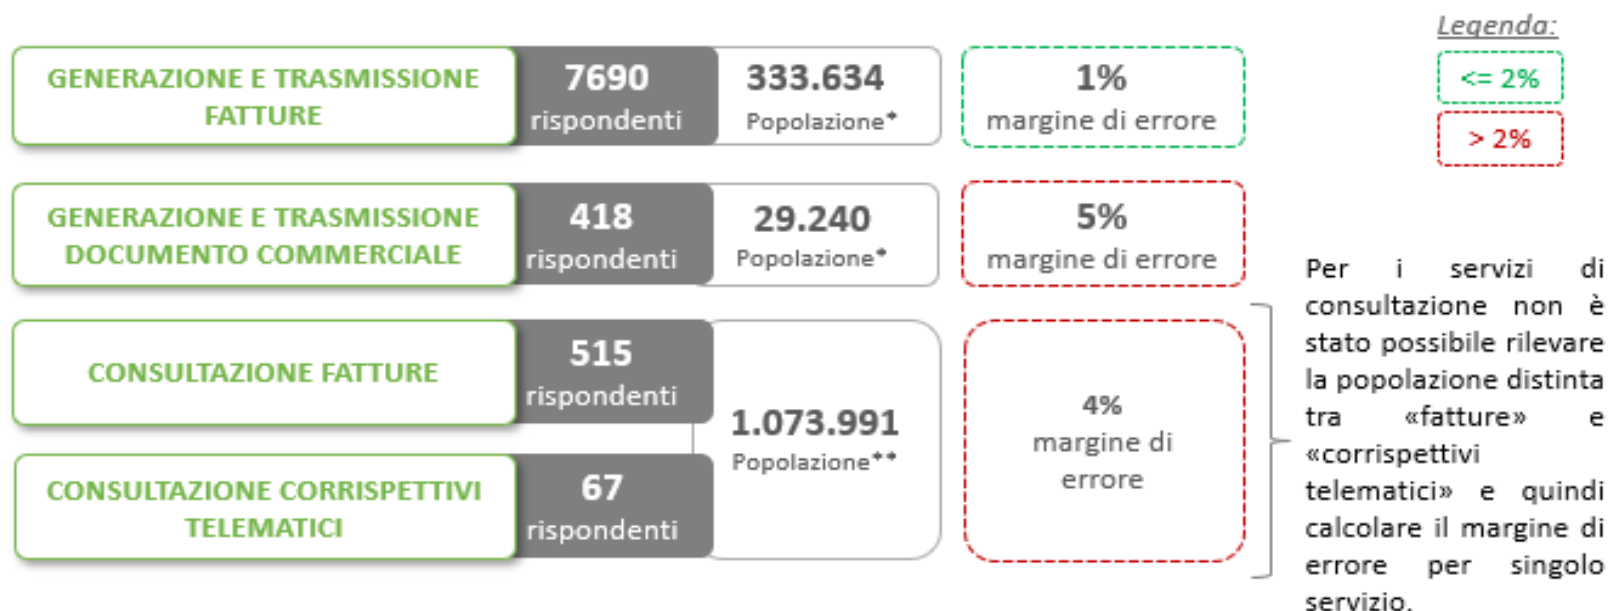 Legenda:
<= 2%
> 2%
GENERAZIONE E TRASMISSIONE
FATTURE
7690
rispondenti
333.634
Popolazione*
1%
margine di errore
GENERAZIONE E TRASMISSIONE
DOCUMENTO COMMERCIALE
418
rispondenti
29.240
Popolazione*
5%
margine di errore
CONSULTAZIONE FATTURE
515
rispondenti
CONSULTAZIONE CORRISPETTIVI
TELEMATICI
67
rispondenti
1.073.991
Popolazione**
4%
margine di
errore
Per i servizi di
consultazione non è
stato possibile rilevare
la popolazione distinta
tra «fatture» e
«corrispettivi
telematici» e quindi
calcolare il margine di
errore per singolo
servizio.